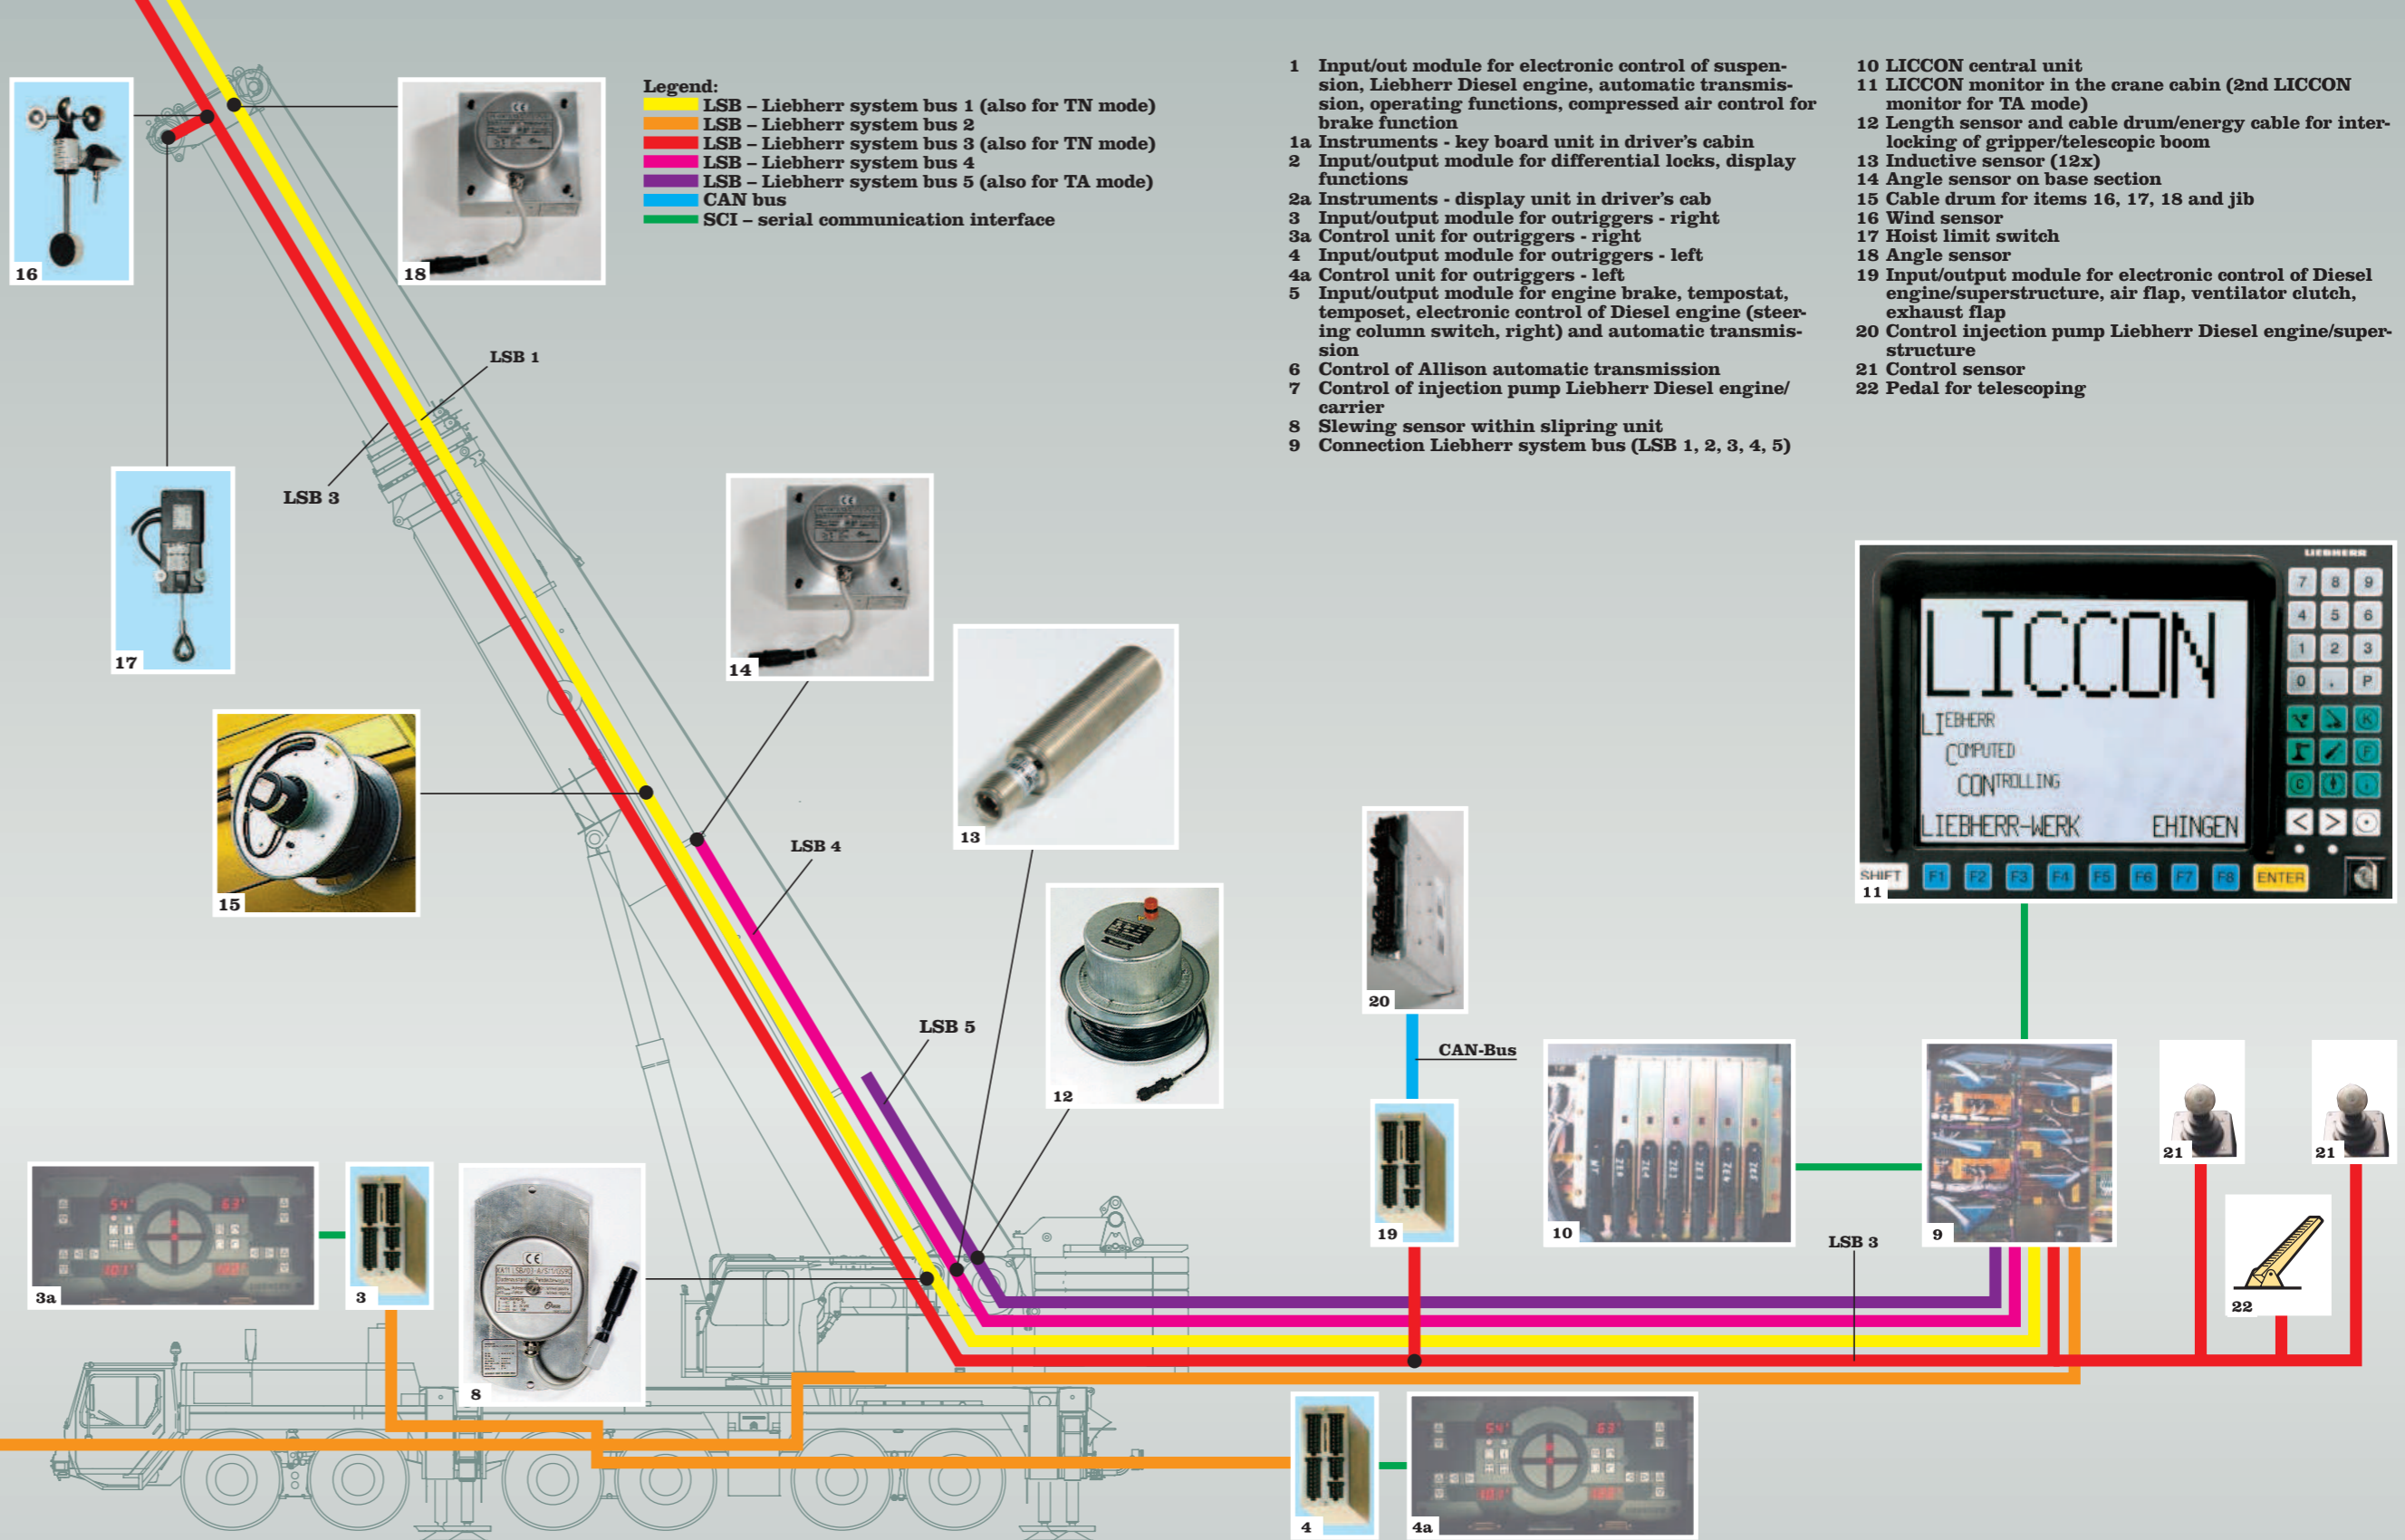 Legend:
LSB – Liebherr system bus 1 (also for TN mode)
LSB – Liebherr system bus 2
LSB – Liebherr system bus 3 (also for TN mode)
LSB – Liebherr system bus 4
LSB – Liebherr system bus 5 (also for TA mode)
CAN bus
SCI – serial communication interface
1 Input/out module for electronic control of suspen-
sion, Liebherr Diesel engine, automatic transmis-
sion, operating functions, compressed air control for
brake function
1a Instruments - key board unit in driver's cabin
2 Input/output module for differential locks, display
functions
2a Instruments - display unit in driver's cab
3 Input/output module for outriggers - right
3a Control unit for outriggers - right
4 Input/output module for outriggers - left
4a Control unit for outriggers - left
5 Input/output module for engine brake, tempostat,
temposet, electronic control of Diesel engine (steer-
ing column switch, right) and automatic transmis-
sion
6 Control of Allison automatic transmission
7 Control of injection pump Liebherr Diesel engine/
carrier
8 Slewing sensor within slipring unit
9 Connection Liebherr system bus (LSB 1, 2, 3, 4, 5)
10 LICCON central unit
11 LICCON monitor in the crane cabin (2nd LICCON
monitor for TA mode)
12 Length sensor and cable drum/energy cable for inter-
locking of gripper/telescopic boom
13 Inductive sensor (12x)
14 Angle sensor on base section
15 Cable drum for items 16, 17, 18 and jib
16 Wind sensor
17 Hoist limit switch
18 Angle sensor
19 Input/output module for electronic control of Diesel
engine/superstructure, air flap, ventilator clutch,
exhaust flap
20 Control injection pump Liebherr Diesel engine/super-
structure
21 Control sensor
22 Pedal for telescoping
16
18
LSB 1
LSB 3
17
14
15
13
LSB 4
LSB 5
12
LIEBHERR
7 8 9
4 5 6
1 2 3
0 . P
K
F
C i
< >
LICCON
LIEBHERR
COMPUTED
CONTROLLING
LIEBHERR-WERK EHINGEN
SHIFT F1 F2 F3 F4 F5 F6 F7 F8 ENTER
11
20
CAN-Bus
19
10
9
21
21
22
LSB 3
54° 63°
3a
3
CE
8
4
54° 63°
4a